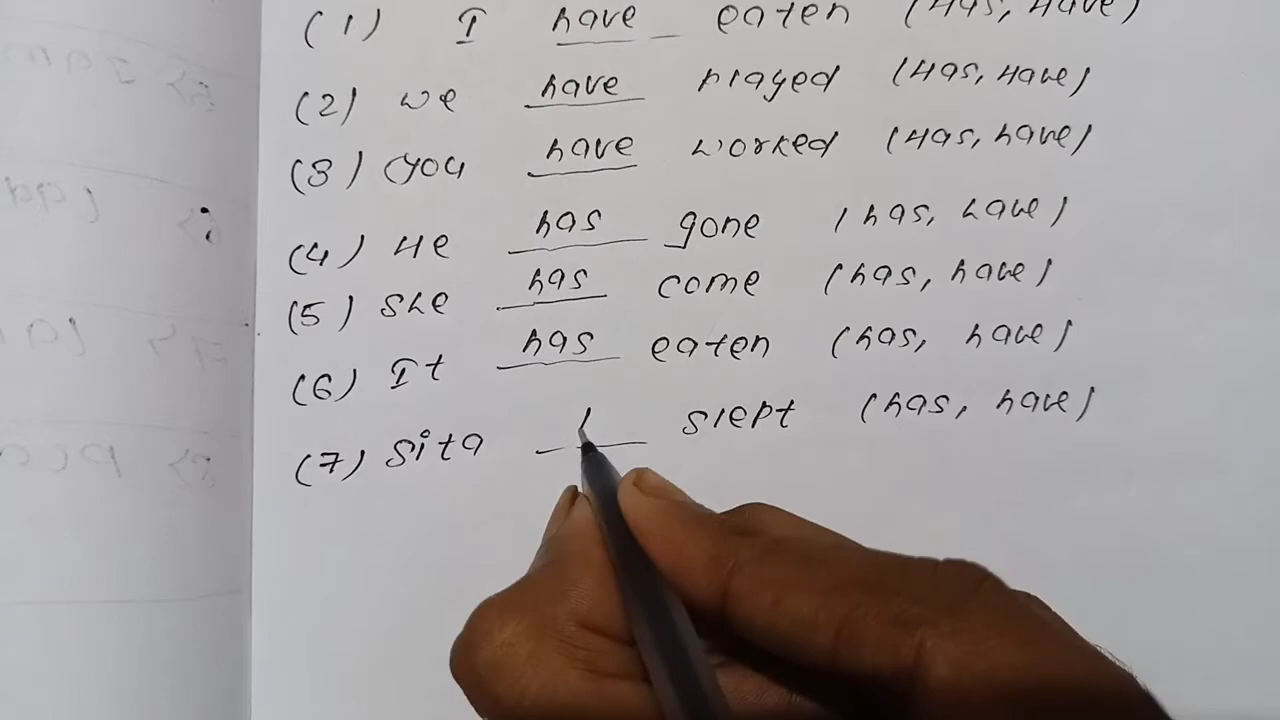 (1) I have eaten (Has, Have)
(2) We have played (Has, Have)
(3) You have worked (Has, have)
(4) He has gone (has, have)
(5) She has come (has, have)
(6) It has eaten (has, have)
(7) Sita ___ slept (has, have)